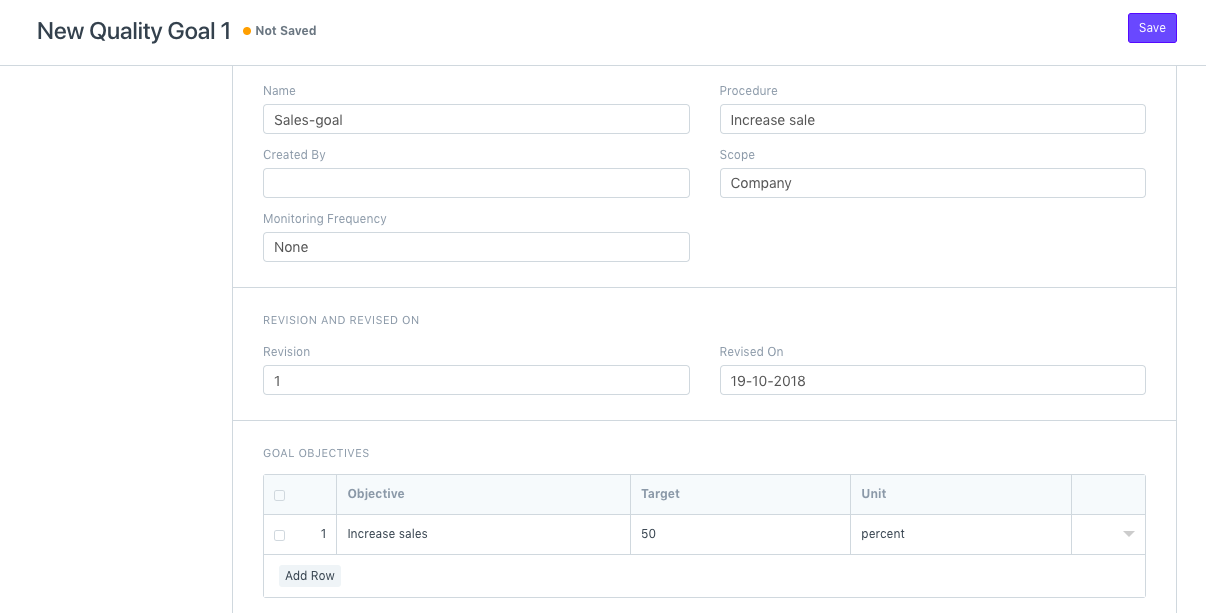 New Quality Goal 1 Not Saved Save
Name Procedure
Sales-goal Increase sale
Created By Scope
Company
Monitoring Frequency
None
REVISION AND REVISED ON
Revision Revised On
1 19-10-2018
GOAL OBJECTIVES
Objective Target Unit
1 Increase sales 50 percent
Add Row